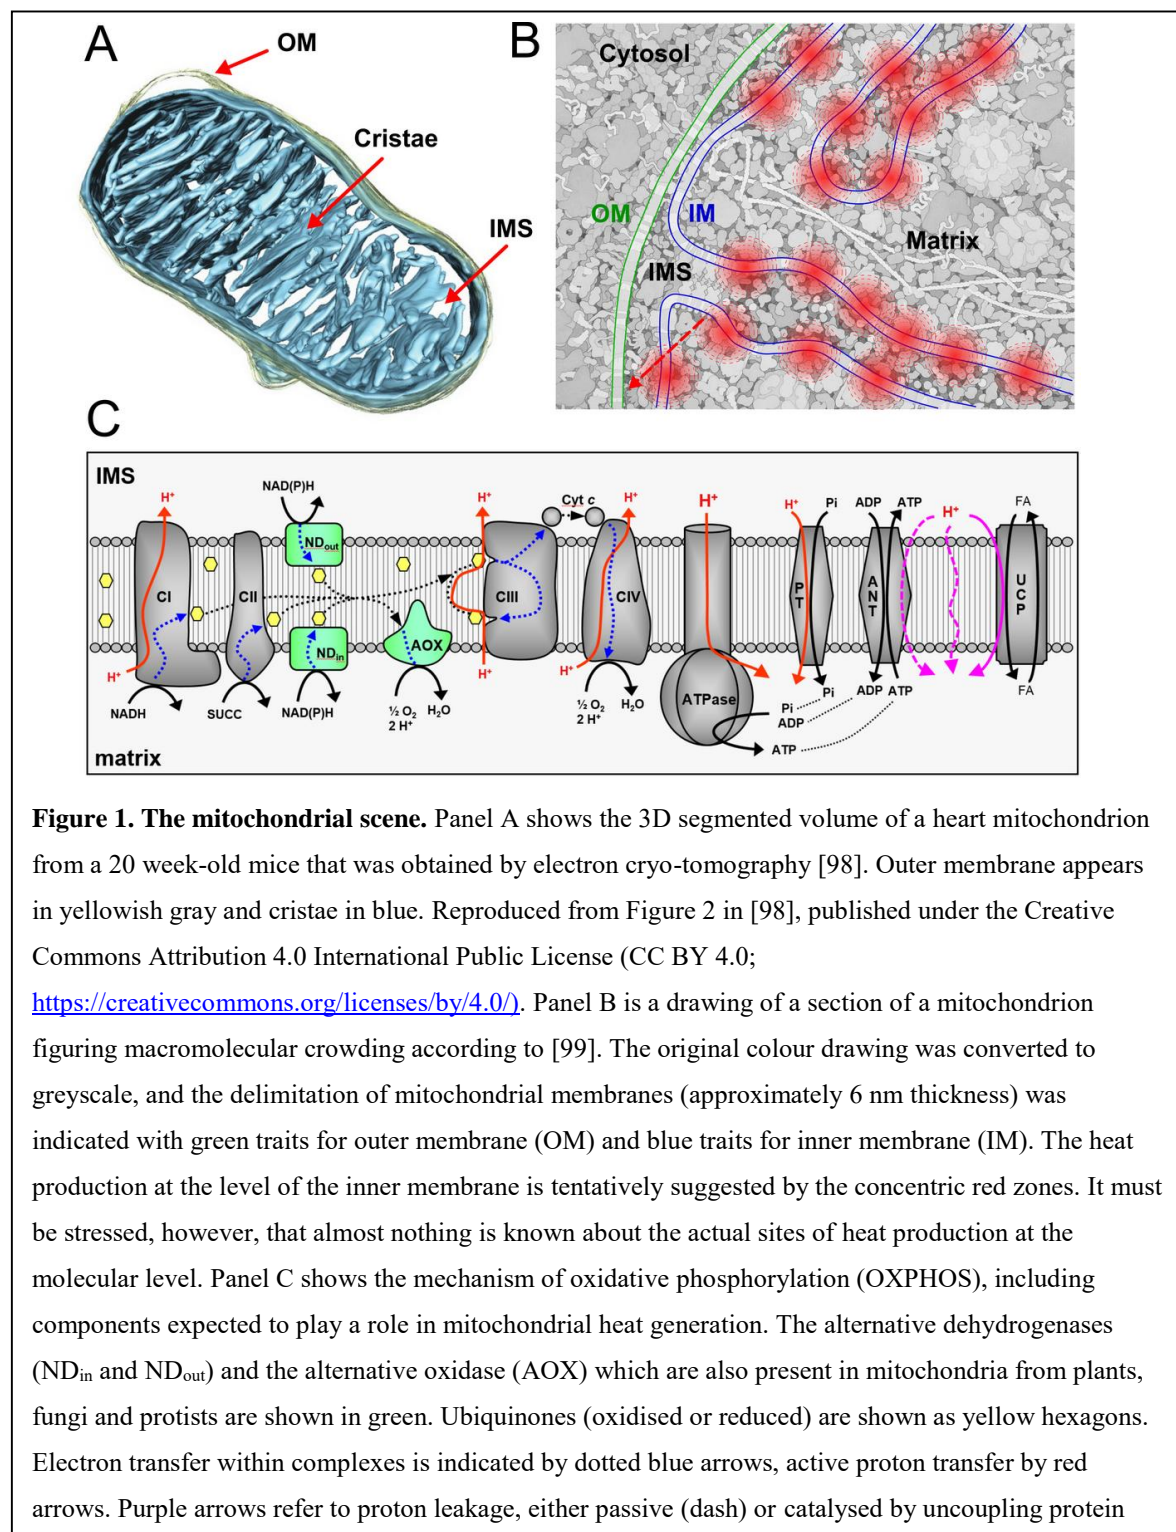 A
OM
Cristae
IMS
B
Cytosol
OM
IM
IMS
Matrix
C
IMS
H⁺
NAD(P)H
H⁺
Cyt c
H⁺
H⁺
H⁺
Pi
ADP
ATP
H⁺
FA
NDout
CI
CII
CIII
CIV
PT
ANT
UCP
NDin
AOX
H⁺
H⁺
H⁺
ATPase
NADH
SUCC
NAD(P)H
½ O₂
2 H⁺
H₂O
½ O₂
2 H⁺
H₂O
Pi
ADP
ATP
Pi
ADP
ATP
FA
matrix
Figure 1. The mitochondrial scene. Panel A shows the 3D segmented volume of a heart mitochondrion
from a 20 week-old mice that was obtained by electron cryo-tomography [98]. Outer membrane appears
in yellowish gray and cristae in blue. Reproduced from Figure 2 in [98], published under the Creative
Commons Attribution 4.0 International Public License (CC BY 4.0;
https://creativecommons.org/licenses/by/4.0/). Panel B is a drawing of a section of a mitochondrion
figuring macromolecular crowding according to [99]. The original colour drawing was converted to
greyscale, and the delimitation of mitochondrial membranes (approximately 6 nm thickness) was
indicated with green traits for outer membrane (OM) and blue traits for inner membrane (IM). The heat
production at the level of the inner membrane is tentatively suggested by the concentric red zones. It must
be stressed, however, that almost nothing is known about the actual sites of heat production at the
molecular level. Panel C shows the mechanism of oxidative phosphorylation (OXPHOS), including
components expected to play a role in mitochondrial heat generation. The alternative dehydrogenases
(NDin and NDout) and the alternative oxidase (AOX) which are also present in mitochondria from plants,
fungi and protists are shown in green. Ubiquinones (oxidised or reduced) are shown as yellow hexagons.
Electron transfer within complexes is indicated by dotted blue arrows, active proton transfer by red
arrows. Purple arrows refer to proton leakage, either passive (dash) or catalysed by uncoupling protein